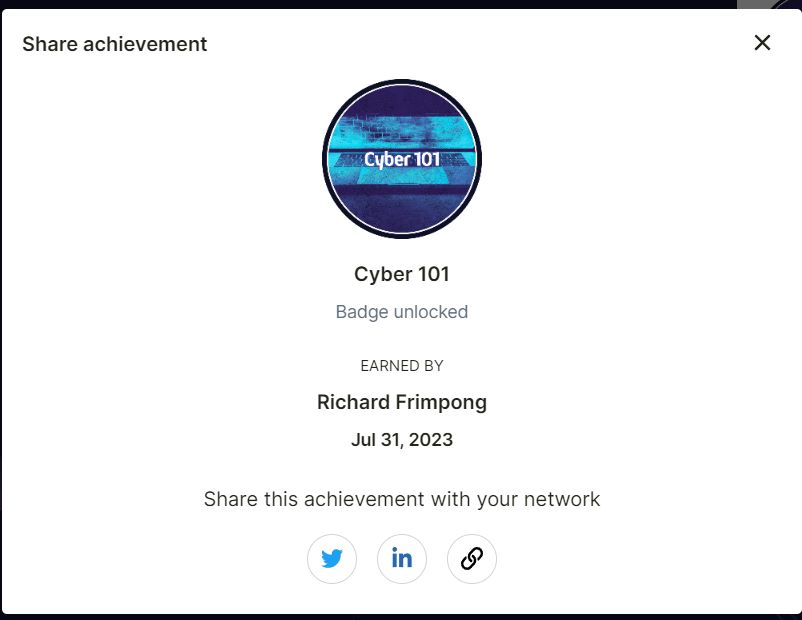 Share achievement
Cyber 101
Cyber 101
Badge unlocked
EARNED BY
Richard Frimpong
Jul 31, 2023
Share this achievement with your network
in